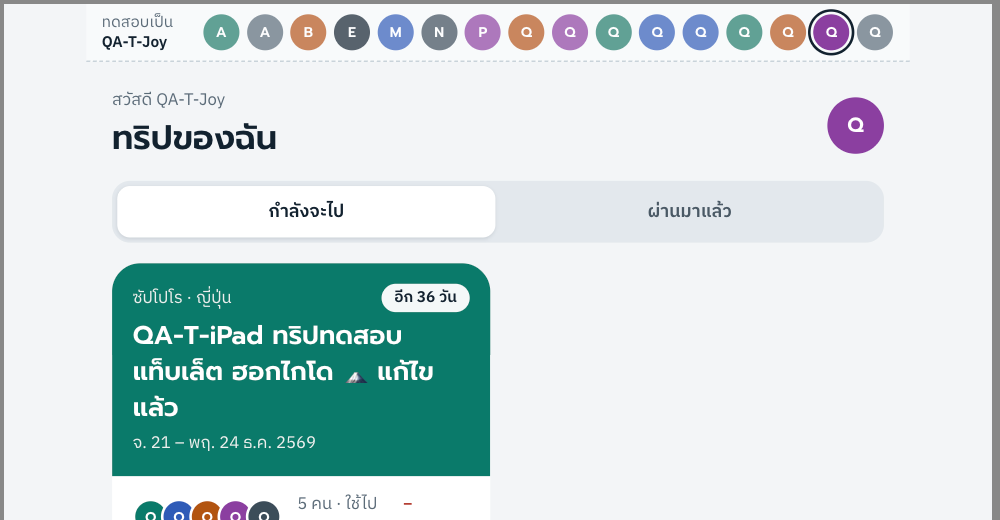 ทดสอบเป็น
QA-T-Joy
A A B E M N P Q Q Q Q Q Q Q Q Q
สวัสดี QA-T-Joy
ทริปของฉัน
Q
กำลังจะไป
ผ่านมาแล้ว
ซัปโปโร · ญี่ปุ่น
อีก 36 วัน
QA-T-iPad ทริปทดสอบ
แท็บเล็ต ฮอกไกโด 🏔️ แก้ไข
แล้ว
จ. 21 – พฤ. 24 ธ.ค. 2569
Q Q Q Q Q
5 คน · ใช้ไป
–